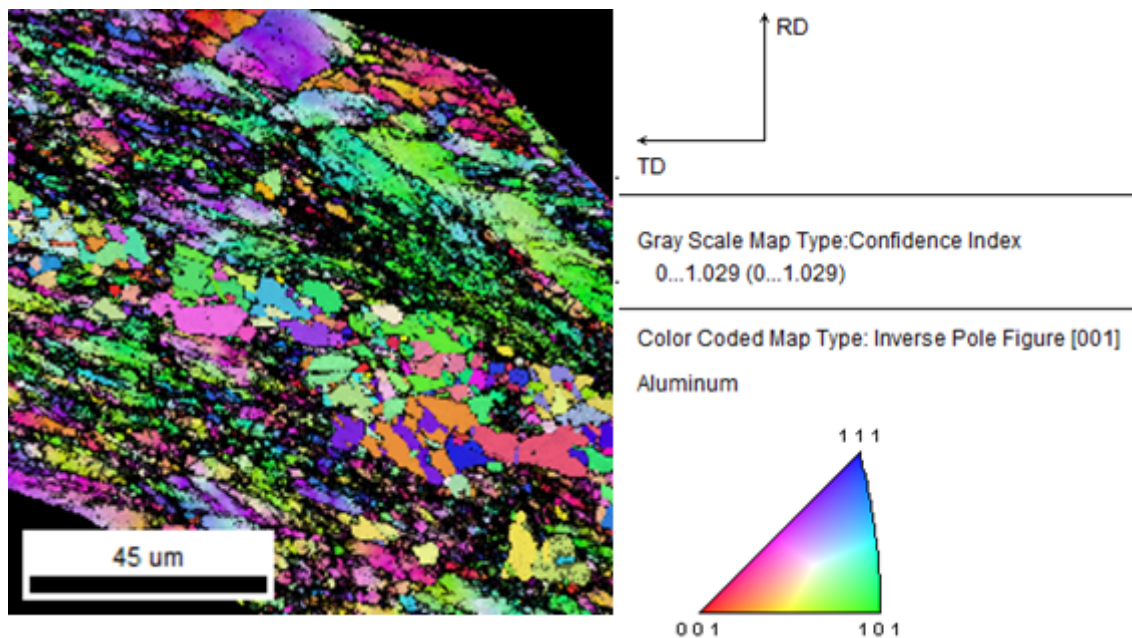 RD
TD
Gray Scale Map Type:Confidence Index
0...1.029 (0...1.029)
Color Coded Map Type: Inverse Pole Figure [001]
Aluminum
1 1 1
0 0 1
1 0 1
45 um